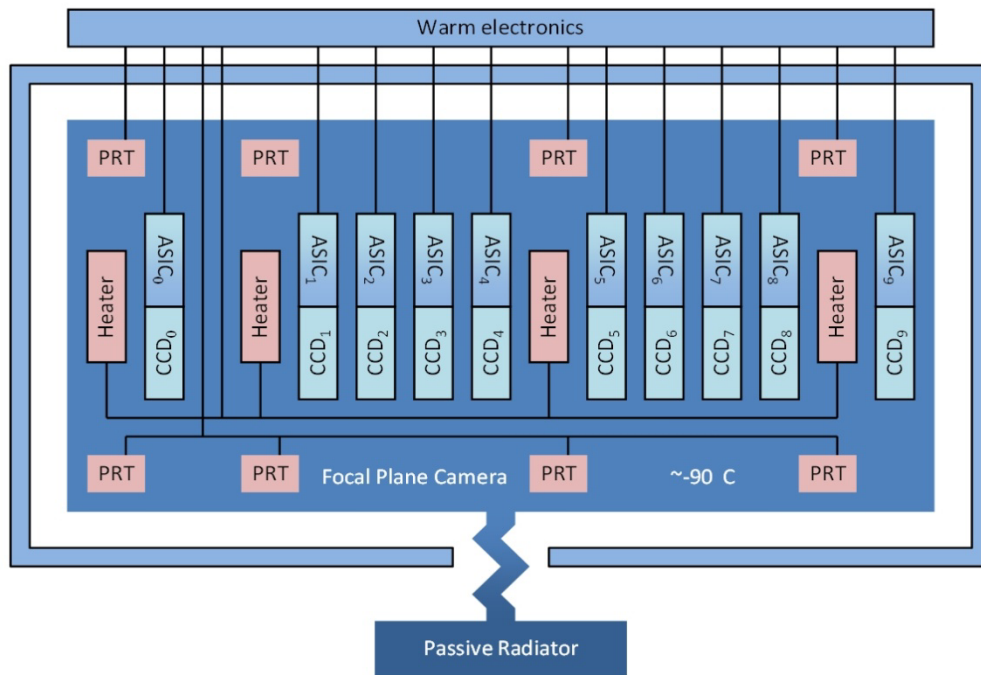 Warm electronics
PRT PRT PRT PRT
ASIC₀ ASIC₁ ASIC₂ ASIC₃ ASIC₄ ASIC₅ ASIC₆ ASIC₇ ASIC₈ ASIC₉
Heater Heater Heater Heater
CCD₀ CCD₁ CCD₂ CCD₃ CCD₄ CCD₅ CCD₆ CCD₇ CCD₈ CCD₉
PRT PRT PRT PRT
Focal Plane Camera ~-90 C
Passive Radiator